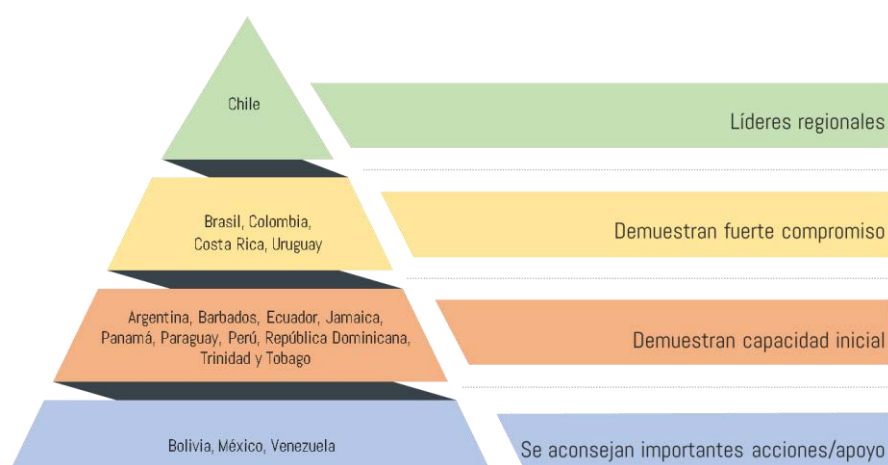 Chile
Líderes regionales
Brasil, Colombia,
Costa Rica, Uruguay
Demuestran fuerte compromiso
Argentina, Barbados, Ecuador, Jamaica,
Panamá, Paraguay, Perú, República Dominicana,
Trinidad y Tobago
Demuestran capacidad inicial
Bolivia, México, Venezuela
Se aconsejan importantes acciones/apoyo